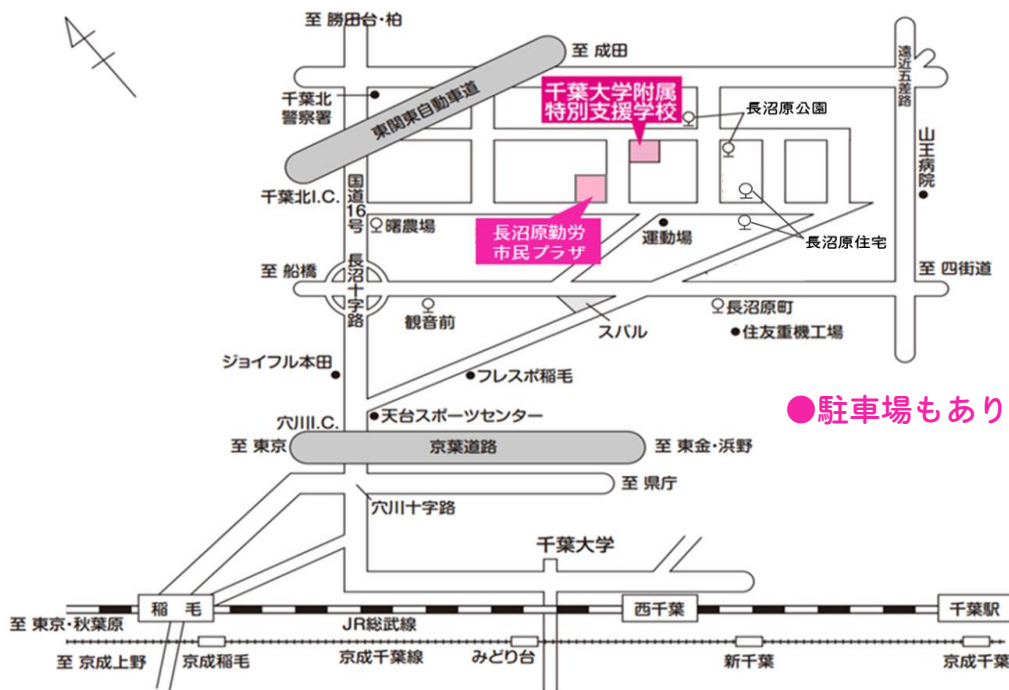 至 勝田台・柏
至 成田
遠近五差路
千葉北
警察署
東関東自動車道
千葉大学附属
特別支援学校
長沼原公園
山王病院
千葉北I.C.
国道16号
曙農場
長沼原勤労
市民プラザ
運動場
長沼原住宅
至 船橋
長沼十字路
至 四街道
観音前
スバル
長沼原町
住友重機工場
ジョイフル本田
フレスポ稲毛
●駐車場もあり
穴川I.C.
天台スポーツセンター
至 東京
京葉道路
至 東金・浜野
至 県庁
穴川十字路
千葉大学
稲 毛
西千葉
千葉駅
至 東京・秋葉原
JR総武線
至 京成上野
京成稲毛
京成千葉線
みどり台
新千葉
京成千葉